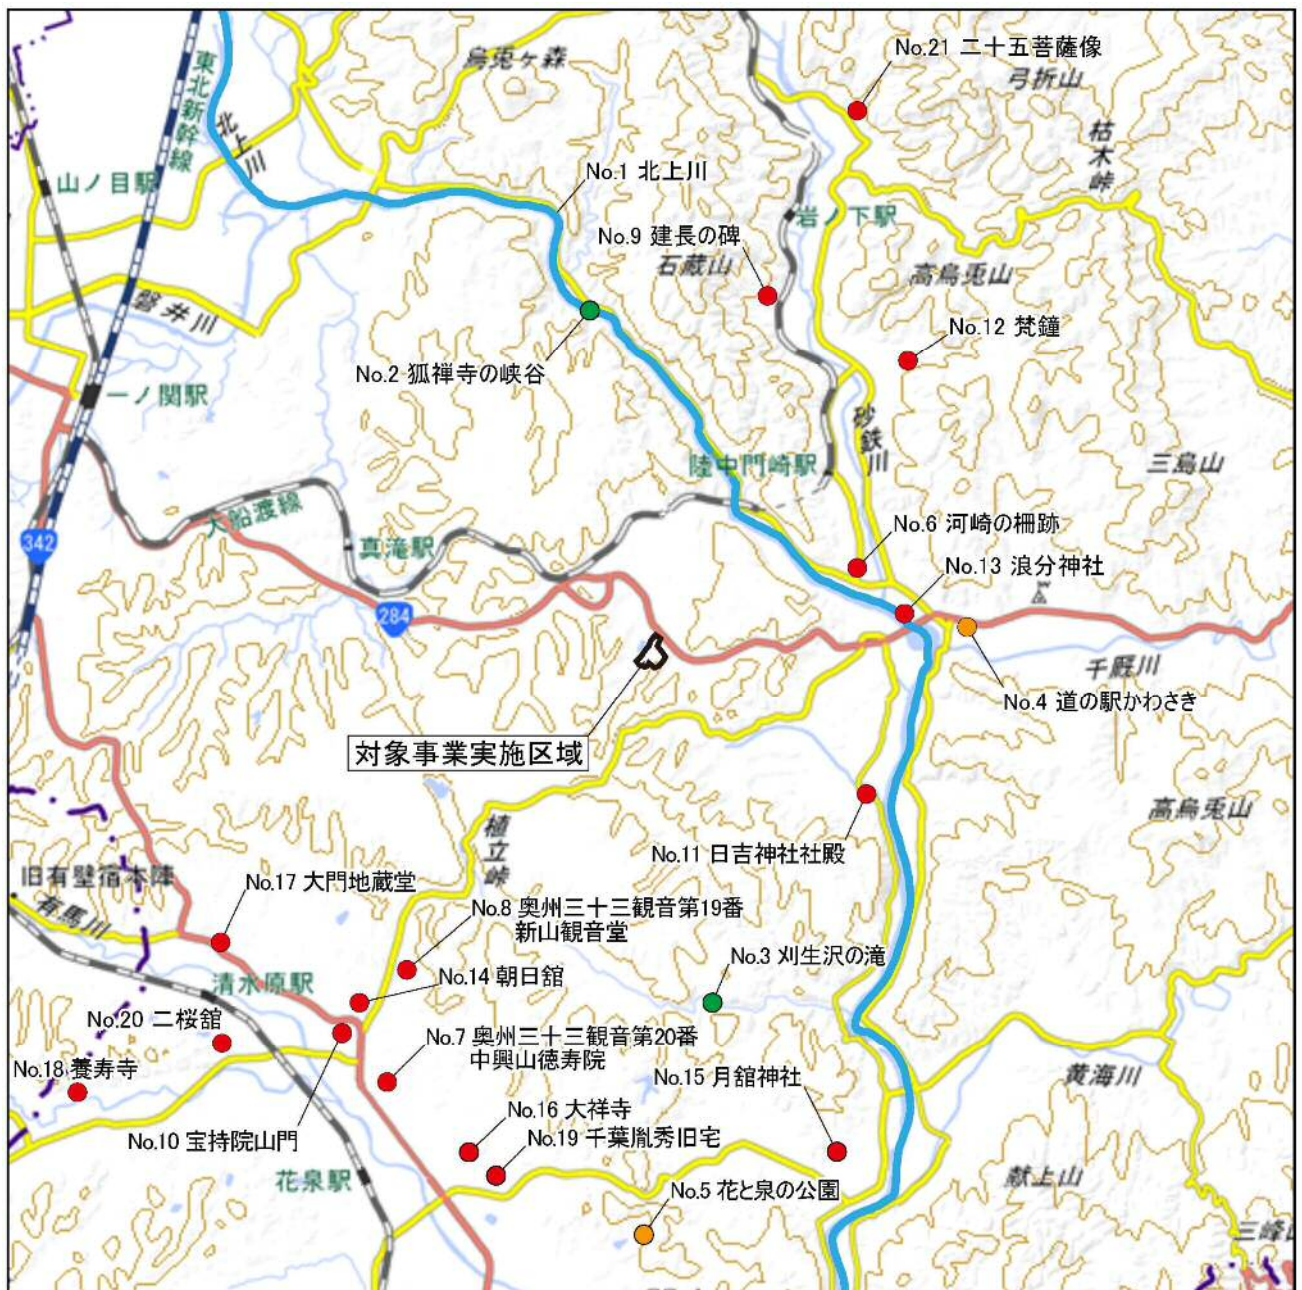 No.21 二十五菩薩像
烏兎ケ森
弓折山
東北新幹線
北上川
枯木峠
No.1 北上川
山ノ目駅
岩ノ下駅
No.9 建長の碑
石蔵山
高烏兎山
磐井川
No.12 梵鐘
No.2 狐禅寺の峡谷
一ノ関駅
砂鉄川
陸中門崎駅
三島山
大船渡線
342
真滝駅
No.6 河崎の柵跡
No.13 浪分神社
284
千厩川
No.4 道の駅かわさき
対象事業実施区域
高烏兎山
植立峠
No.11 日吉神社社殿
旧有壁宿本陣
No.17 大門地蔵堂
有馬川
No.8 奥州三十三観音第19番
新山観音堂
No.3 刈生沢の滝
清水原駅
No.14 朝日舘
No.20 二桜舘
No.7 奥州三十三観音第20番
中興山徳寿院
No.18 養寿寺
No.15 月舘神社
黄海川
No.16 大祥寺
No.10 宝持院山門
No.19 千葉胤秀旧宅
花泉駅
献上山
No.5 花と泉の公園
三峰山